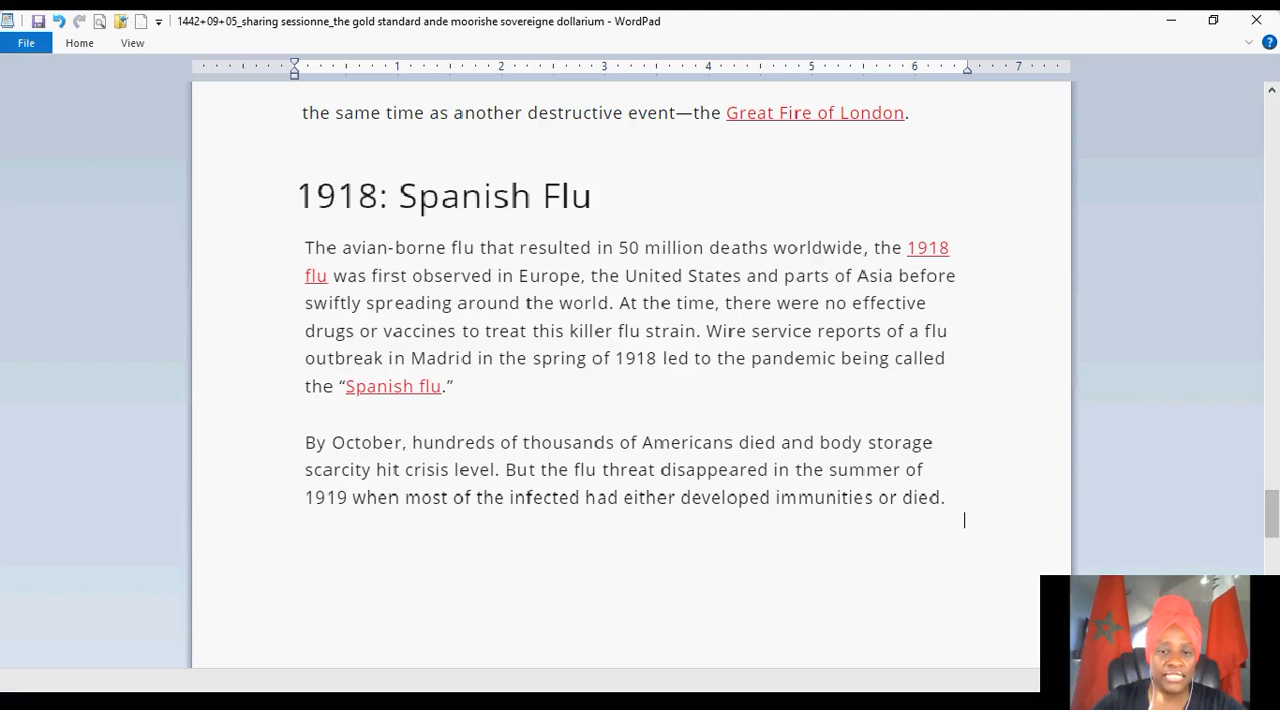 1442+09+05_sharing sessionne_the gold standard ande moorishe sovereigne dollarium - WordPad
File Home View
1 2 3 4 5 6 7
the same time as another destructive event—the Great Fire of London.
1918: Spanish Flu
The avian-borne flu that resulted in 50 million deaths worldwide, the 1918
flu was first observed in Europe, the United States and parts of Asia before
swiftly spreading around the world. At the time, there were no effective
drugs or vaccines to treat this killer flu strain. Wire service reports of a flu
outbreak in Madrid in the spring of 1918 led to the pandemic being called
the “Spanish flu.”
By October, hundreds of thousands of Americans died and body storage
scarcity hit crisis level. But the flu threat disappeared in the summer of
1919 when most of the infected had either developed immunities or died.